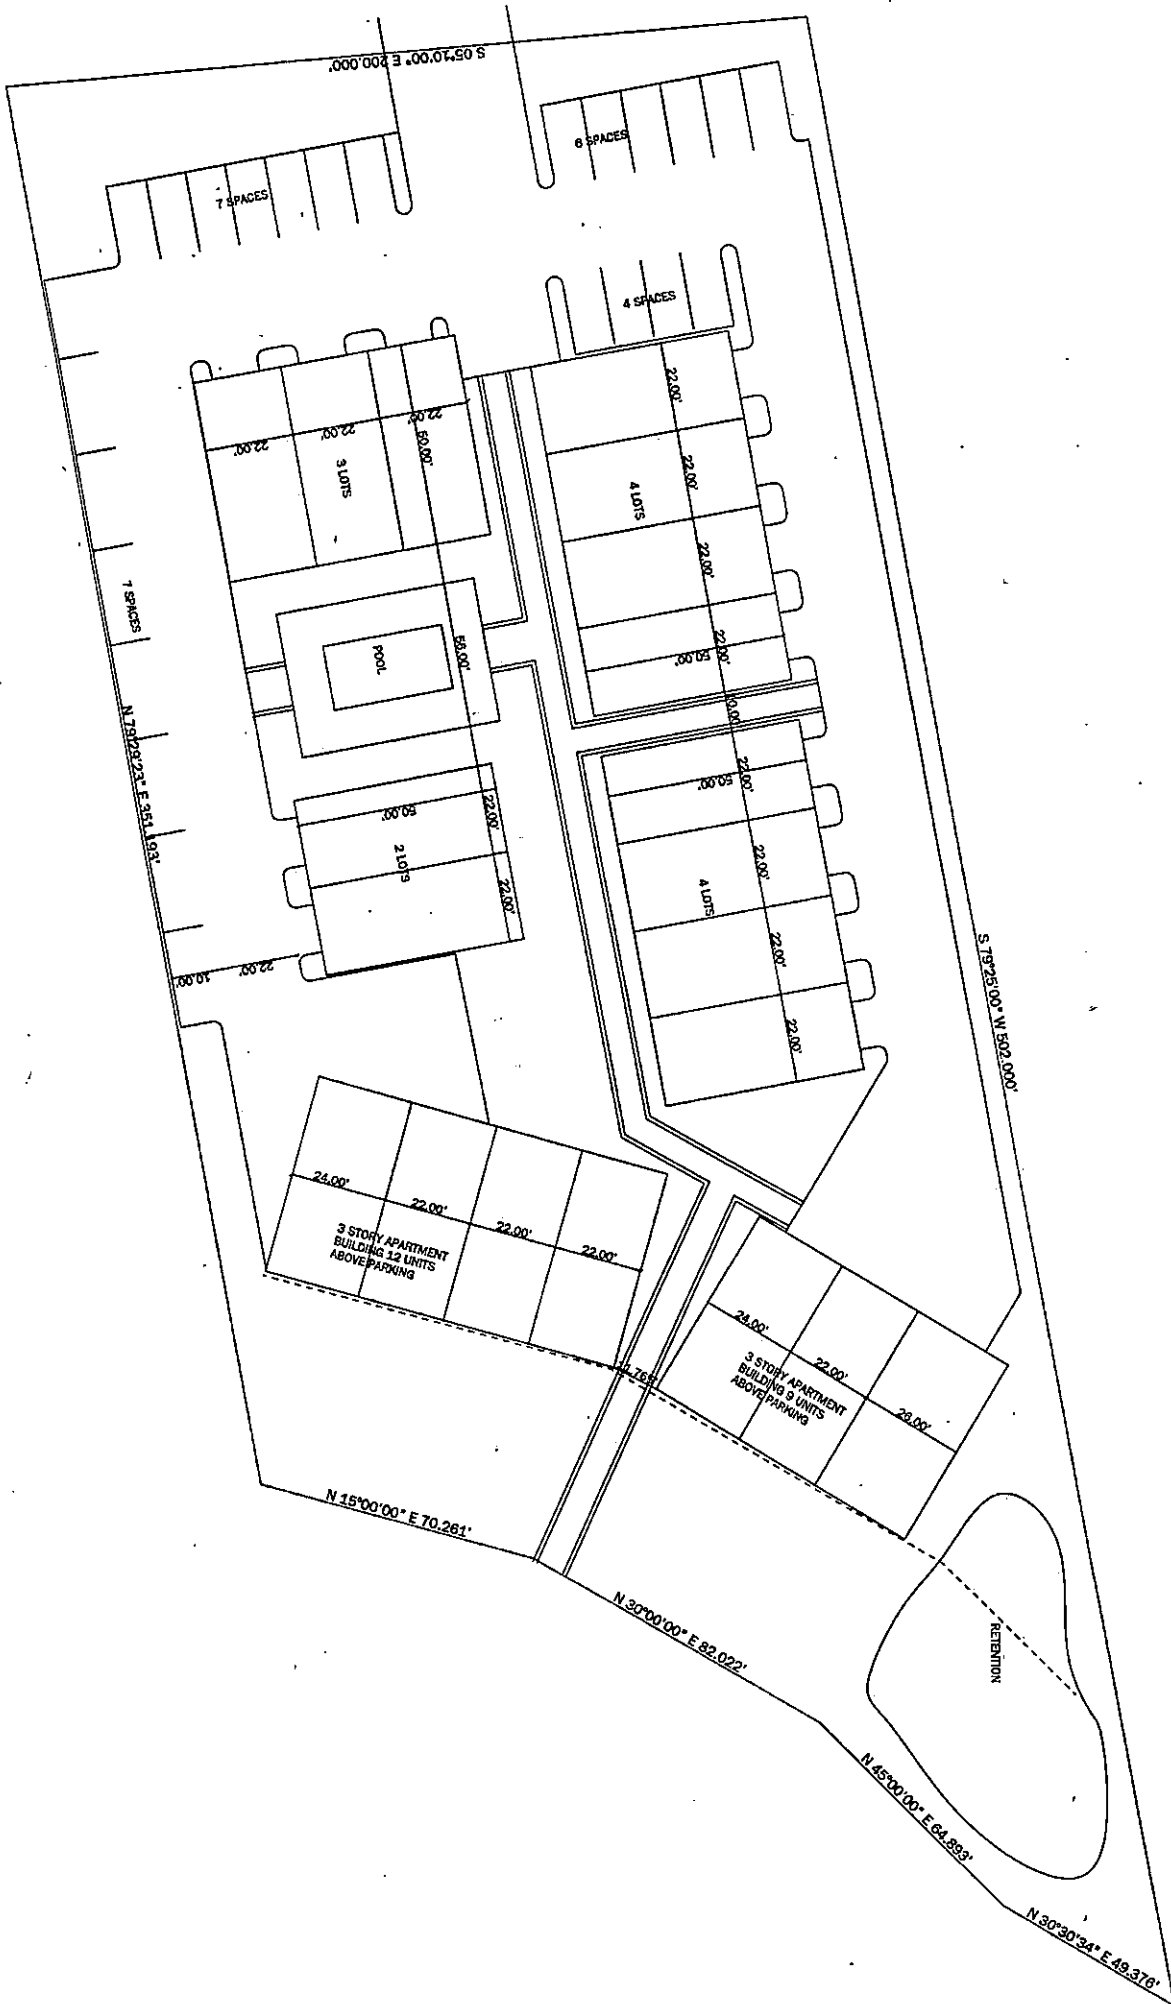 S 05°10'00" E 200.000'
6 SPACES
7 SPACES
4 SPACES
22.00'
22.00'
22.00'
50.00'
3 LOTS
22.00'
22.00'
22.00'
22.00'
50.00'
4 LOTS
7 SPACES
POOL
56.00'
22.00'
50.00'
22.00'
22.00'
22.00'
4 LOTS
50.00'
22.00'
22.00'
2 LOTS
N 79°29'23" E 351.193'
22.00'
10.00'
S 79°25'00" W 502.000'
24.00'
22.00'
22.00'
22.00'
3 STORY APARTMENT
BUILDING 12 UNITS
ABOVE PARKING
24.00'
22.00'
26.00'
3 STORY APARTMENT
BUILDING 9 UNITS
ABOVE PARKING
N 15°00'00" E 70.261'
N 30°00'00" E 82.022'
RETENTION
N 45°00'00" E 64.893'
N 30°30'34" E 49.376'